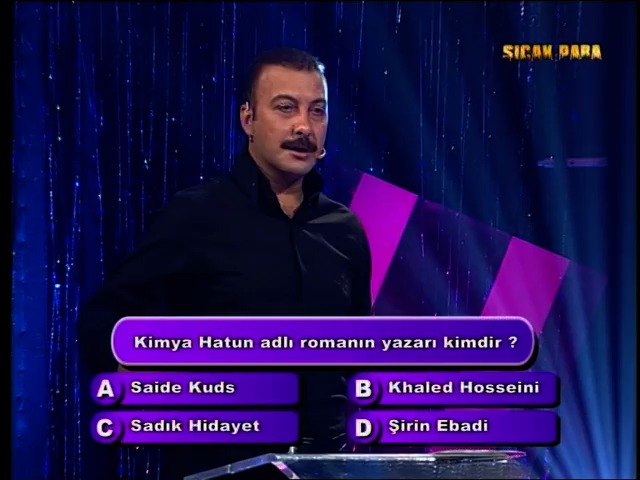 SICAK PARA
Kimya Hatun adlı romanın yazarı kimdir ?
A Saide Kuds
B Khaled Hosseini
C Sadık Hidayet
D Şirin Ebadi